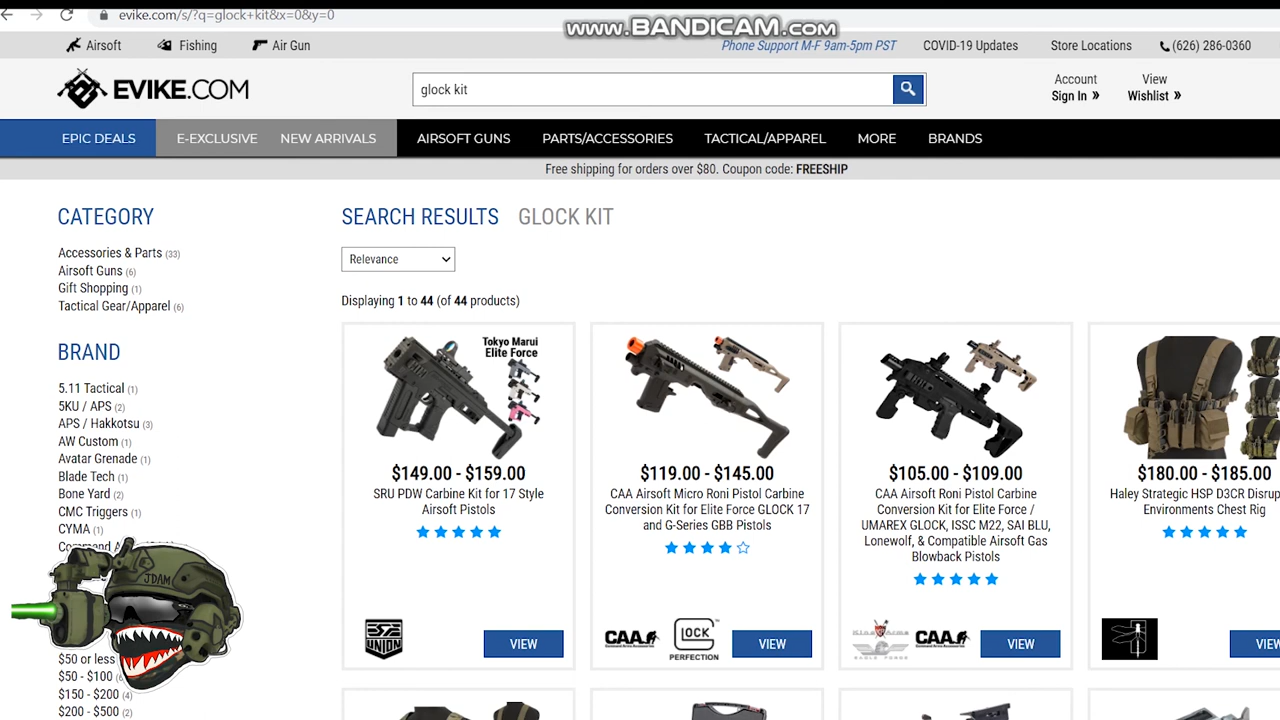 evike.com/s/?q=glock+kit&x=0&y=0
www.BANDICAM.com
Airsoft
Fishing
Air Gun
Phone Support M-F 9am-5pm PST
COVID-19 Updates
Store Locations
(626) 286-0360
EVIKE.COM
glock kit
Account
Sign In »
View
Wishlist »
EPIC DEALS
E-EXCLUSIVE
NEW ARRIVALS
AIRSOFT GUNS
PARTS/ACCESSORIES
TACTICAL/APPAREL
MORE
BRANDS
Free shipping for orders over $80. Coupon code: FREESHIP
CATEGORY
Accessories & Parts (33)
Airsoft Guns (6)
Gift Shopping (1)
Tactical Gear/Apparel (6)
BRAND
5.11 Tactical (1)
5KU / APS (2)
APS / Hakkotsu (3)
AW Custom (1)
Avatar Grenade (1)
Blade Tech (1)
Bone Yard (2)
CMC Triggers (1)
CYMA (1)
JDAM
$50 or less
$50 - $100
$150 - $200 (4)
$200 - $500 (2)
SEARCH RESULTS GLOCK KIT
Relevance
Displaying 1 to 44 (of 44 products)
Tokyo Marui
Elite Force
$149.00 - $159.00
SRU PDW Carbine Kit for 17 Style
Airsoft Pistols
VIEW
$119.00 - $145.00
CAA Airsoft Micro Roni Pistol Carbine
Conversion Kit for Elite Force GLOCK 17
and G-Series GBB Pistols
CAA
GLOCK
PERFECTION
VIEW
$105.00 - $109.00
CAA Airsoft Roni Pistol Carbine
Conversion Kit for Elite Force /
UMAREX GLOCK, ISSC M22, SAI BLU,
Lonewolf, & Compatible Airsoft Gas
Blowback Pistols
CAA
VIEW
$180.00 - $185.00
Haley Strategic HSP D3CR Disrup
Environments Chest Rig
VIEW